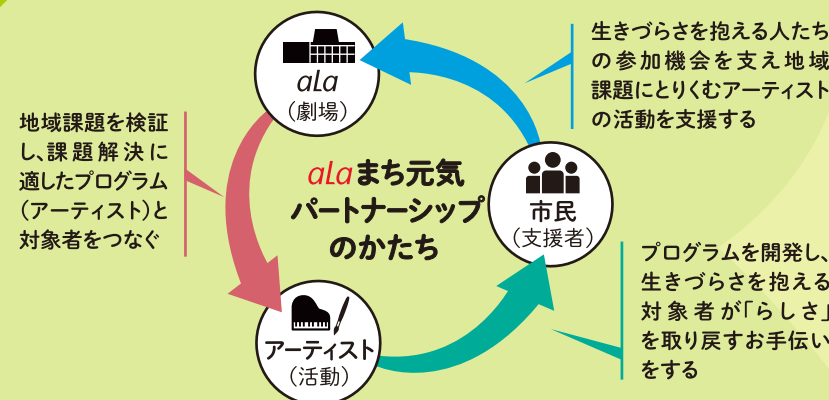 aLa
（劇場）
生きづらさを抱える人たち
の参加機会を支え地域
課題にとりくむアーティスト
の活動を支援する
地域課題を検証
し、課題解決に
適したプログラム
（アーティスト）と
対象者をつなぐ
aLaまち元気
パートナーシップ
のかたち
市民
（支援者）
プログラムを開発し、
生きづらさを抱える
対象者が「らしさ」
を取り戻すお手伝い
をする
アーティスト
（活動）